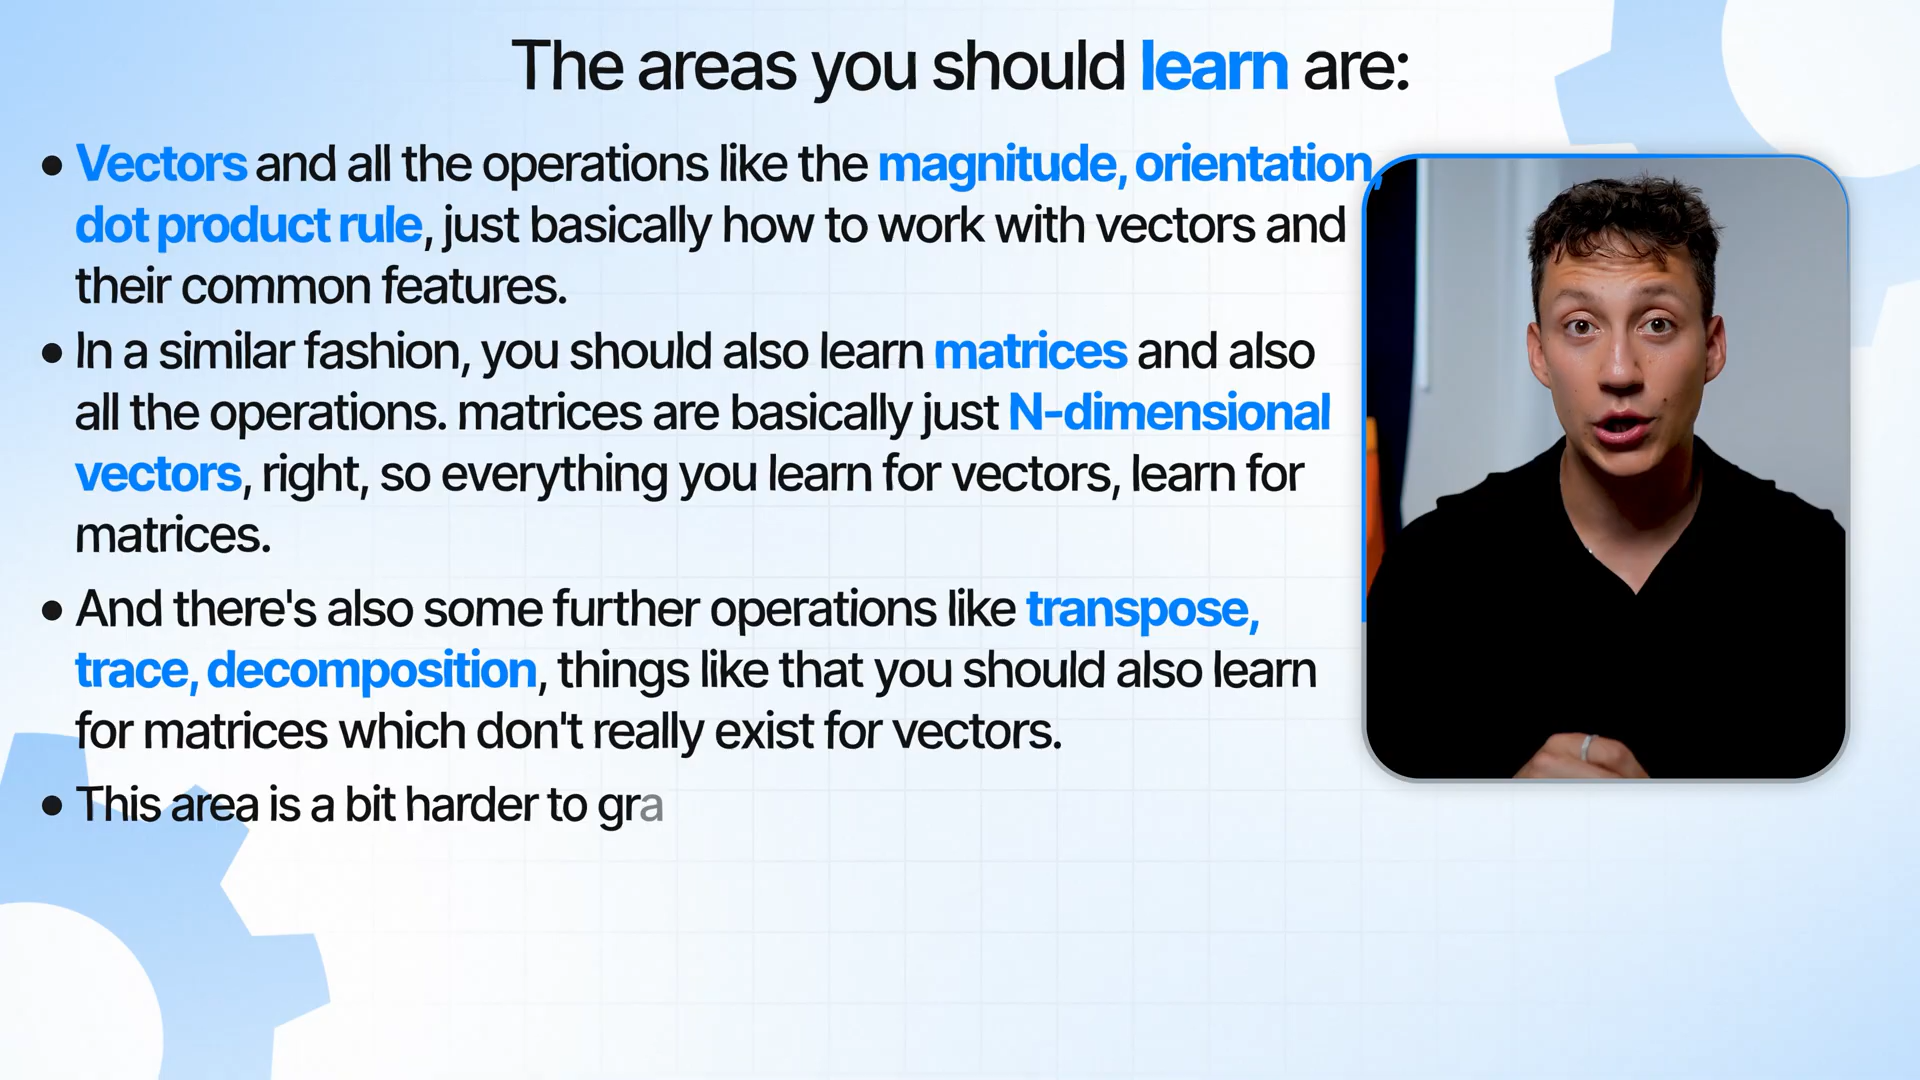 The areas you should learn are:
• Vectors and all the operations like the magnitude, orientation,
dot product rule, just basically how to work with vectors and
their common features.
• In a similar fashion, you should also learn matrices and also
all the operations. matrices are basically just N-dimensional
vectors, right, so everything you learn for vectors, learn for
matrices.
• And there's also some further operations like transpose,
trace, decomposition, things like that you should also learn
for matrices which don't really exist for vectors.
• This area is a bit harder to gra